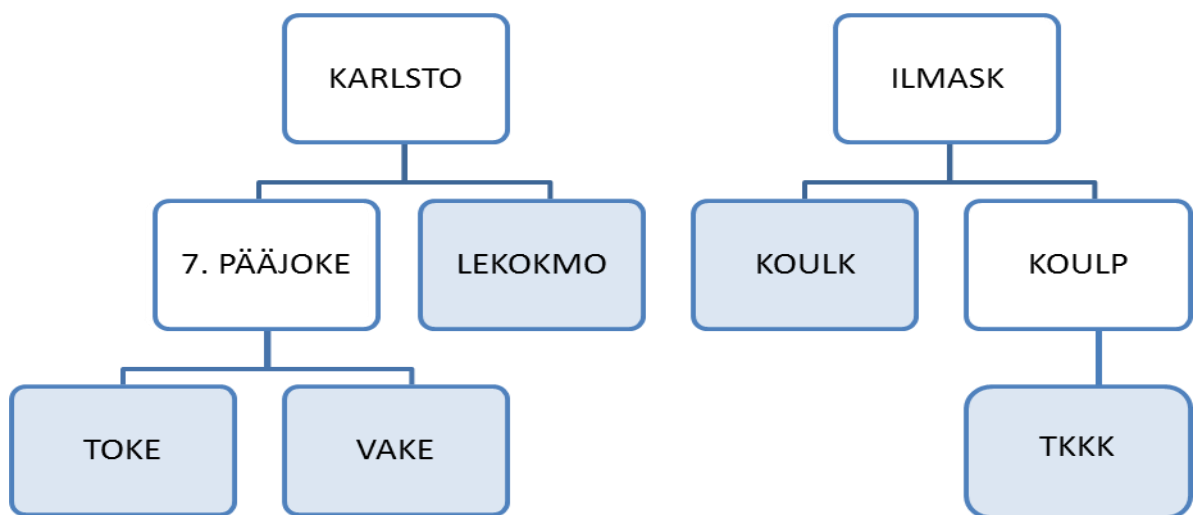 KARLSTO
ILMASK
7. PÄÄJOKE
LEKOKMO
KOULK
KOULP
TOKE
VAKE
TKKK